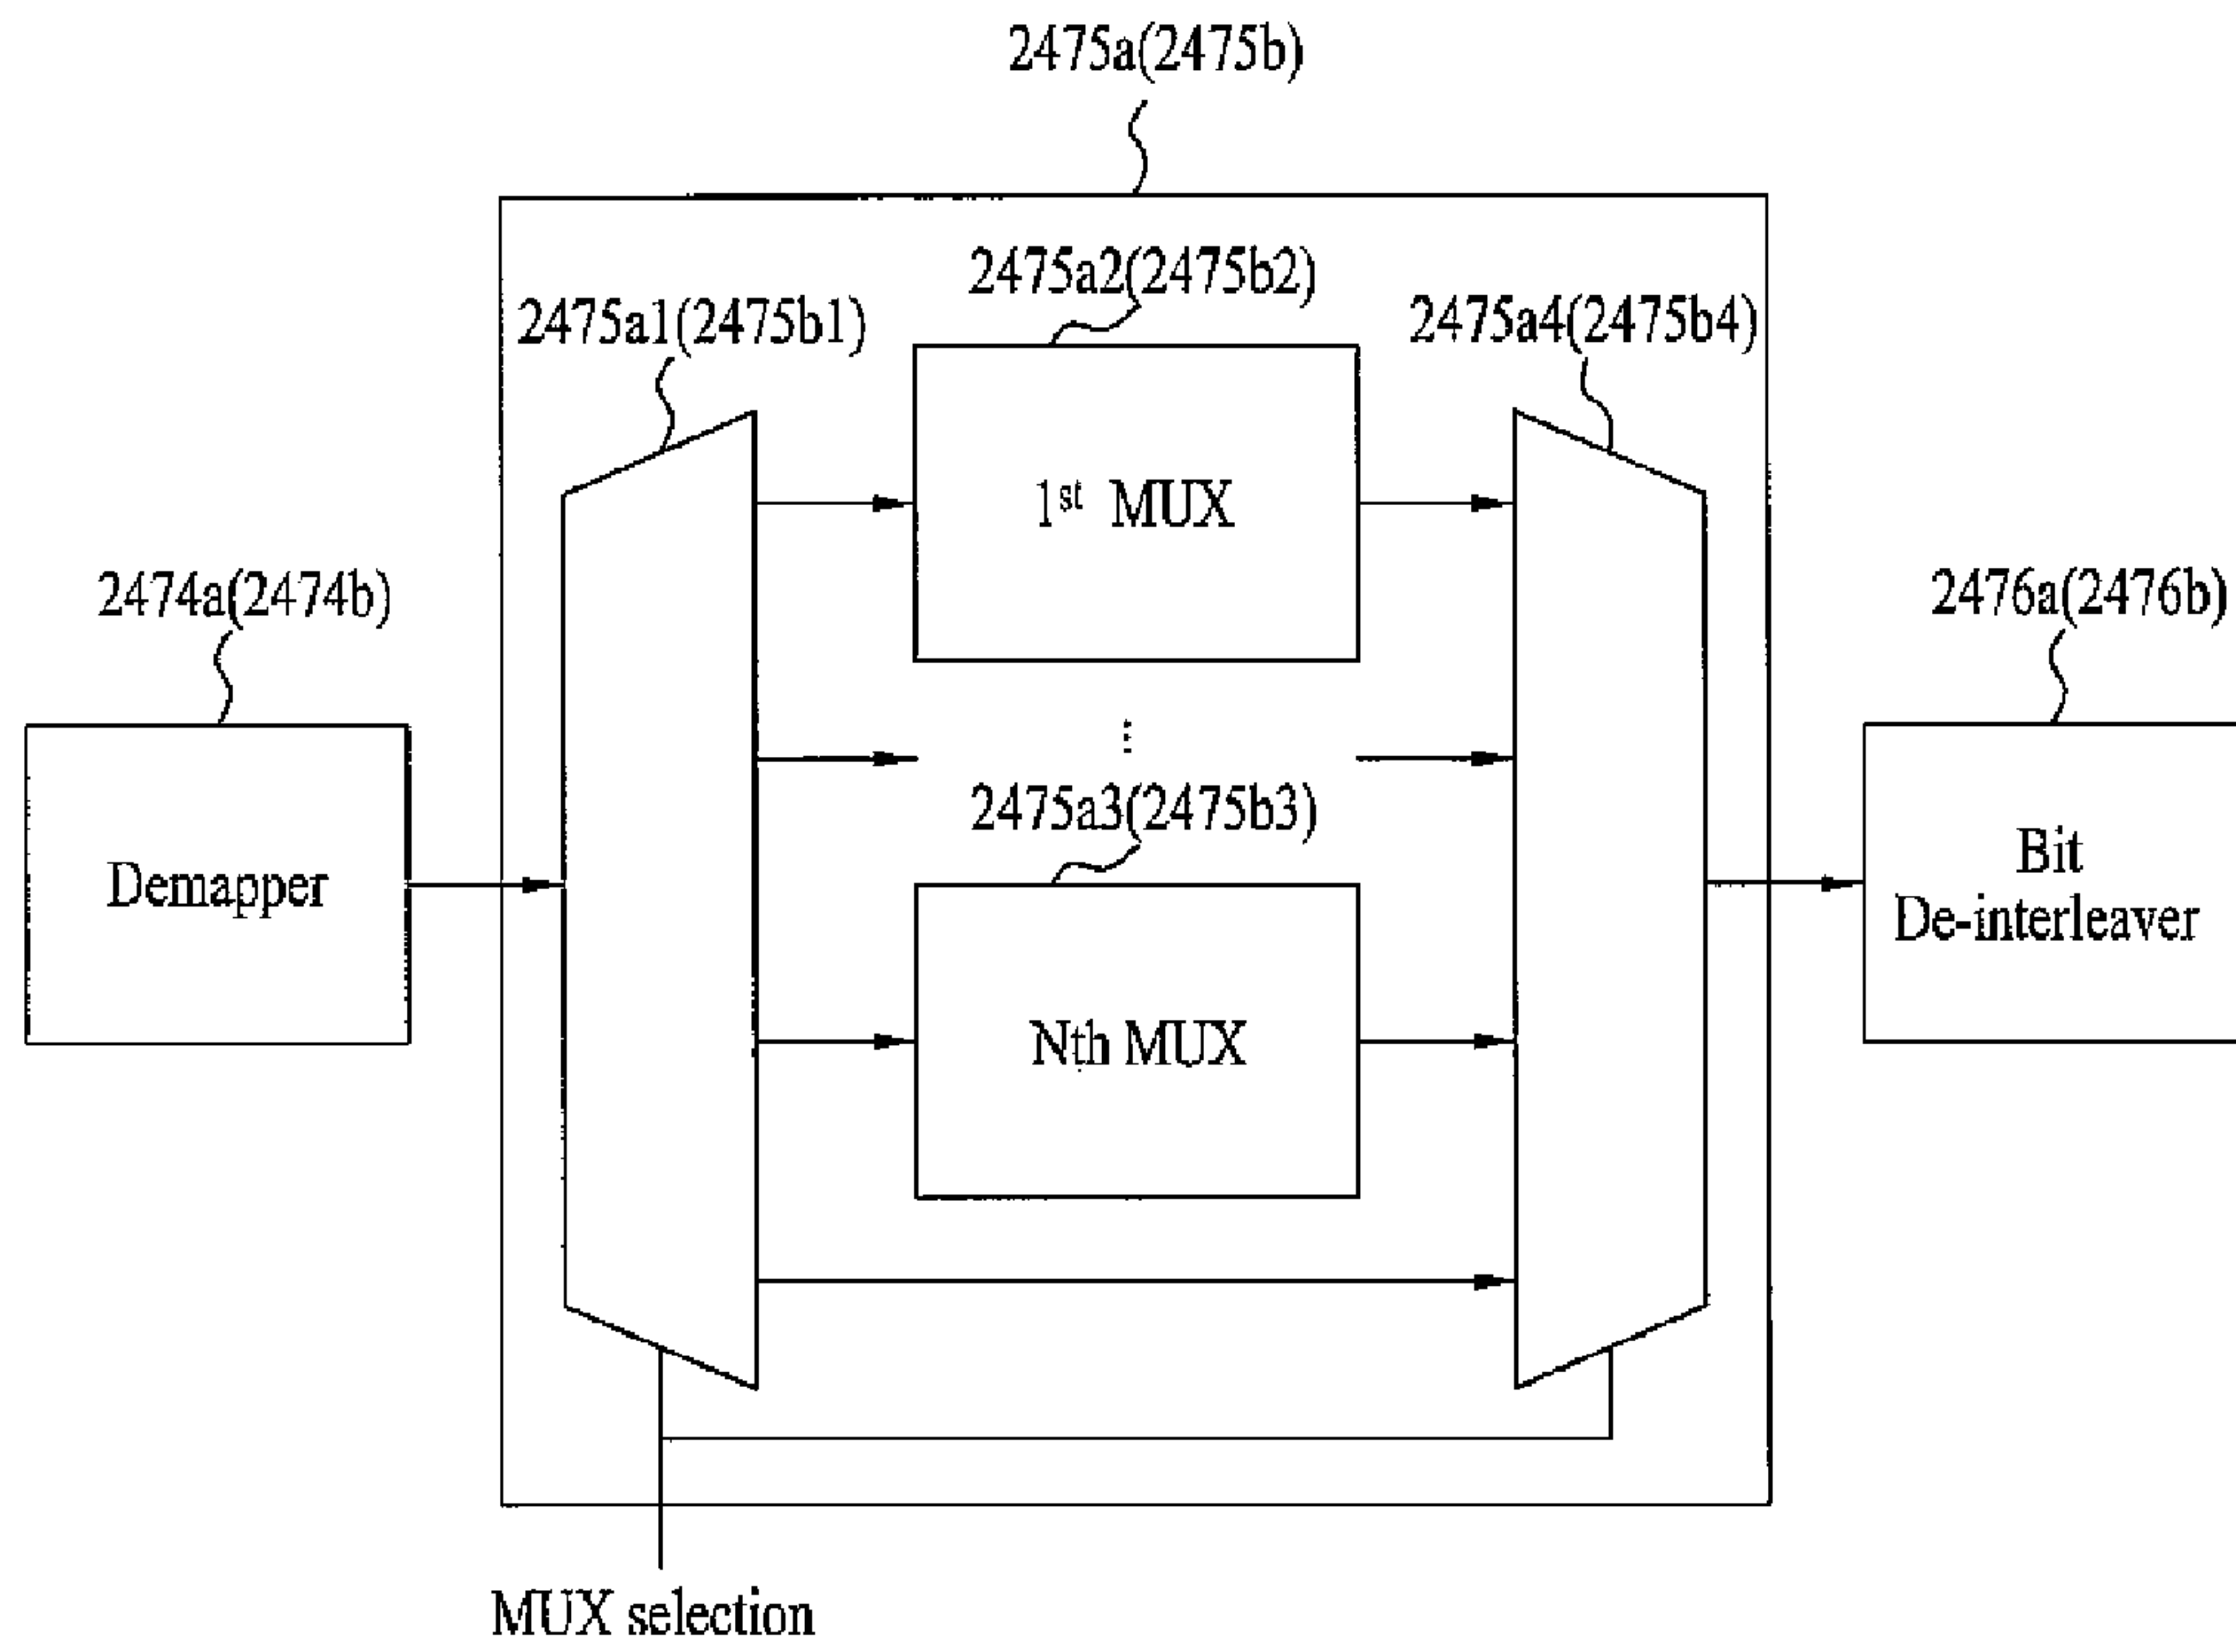 2475a(2475b)
2475a2(2475b2)
2475a1(2475b1)
2475a4(2475b4)
1st MUX
2474a(2474b)
2476a(2476b)
⋮
2475a3(2475b3)
Demapper
Bit
De-interleaver
Nth MUX
MUX selection